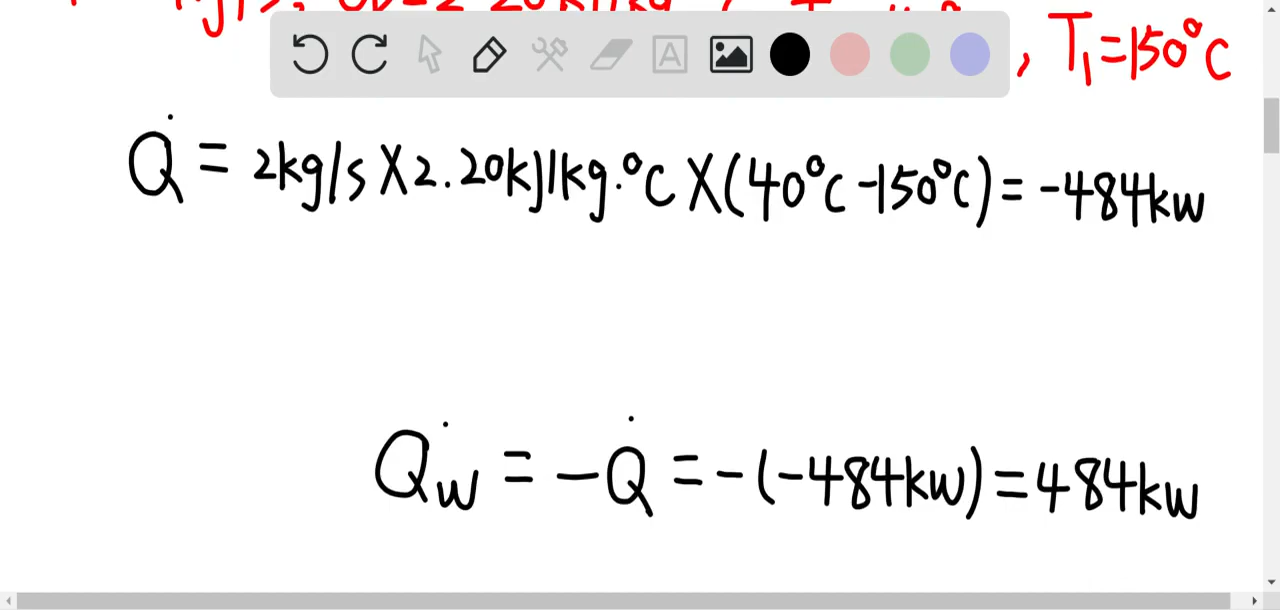 , T₁=150°C
Q̇ = 2kg/s X 2.20kJ/kg.°C X (40°C-150°C) = -484kw
Q̇w = -Q̇ = -(-484kw) = 484kw